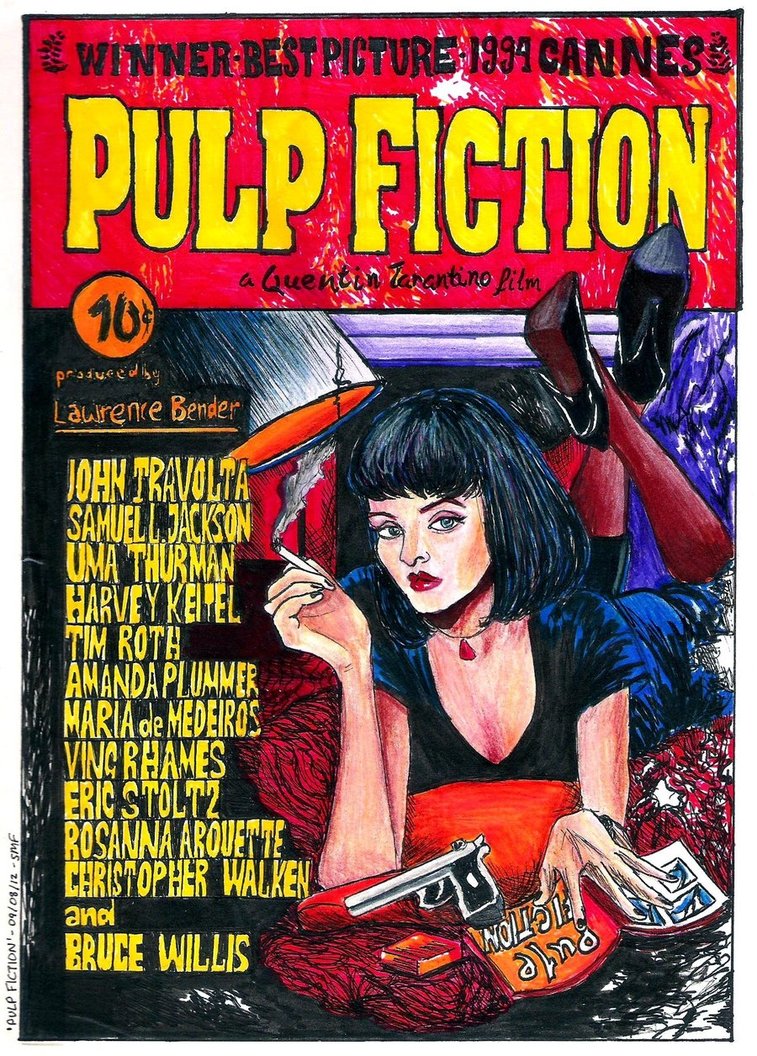 WINNER·BEST PICTURE·1994 CANNES
PULP FICTION
a Quentin Tarantino film
10¢
produced by
Lawrence Bender
JOHN TRAVOLTA
SAMUEL L. JACKSON
UMA THURMAN
HARVEY KEITEL
TIM ROTH
AMANDA PLUMMER
MARIA de MEDEIROS
VING RHAMES
ERIC STOLTZ
ROSANNA ARQUETTE
CHRISTOPHER WALKEN
and
BRUCE WILLIS
PULP
FICTION
'PULP FICTION' - 09/08/12 - SMF